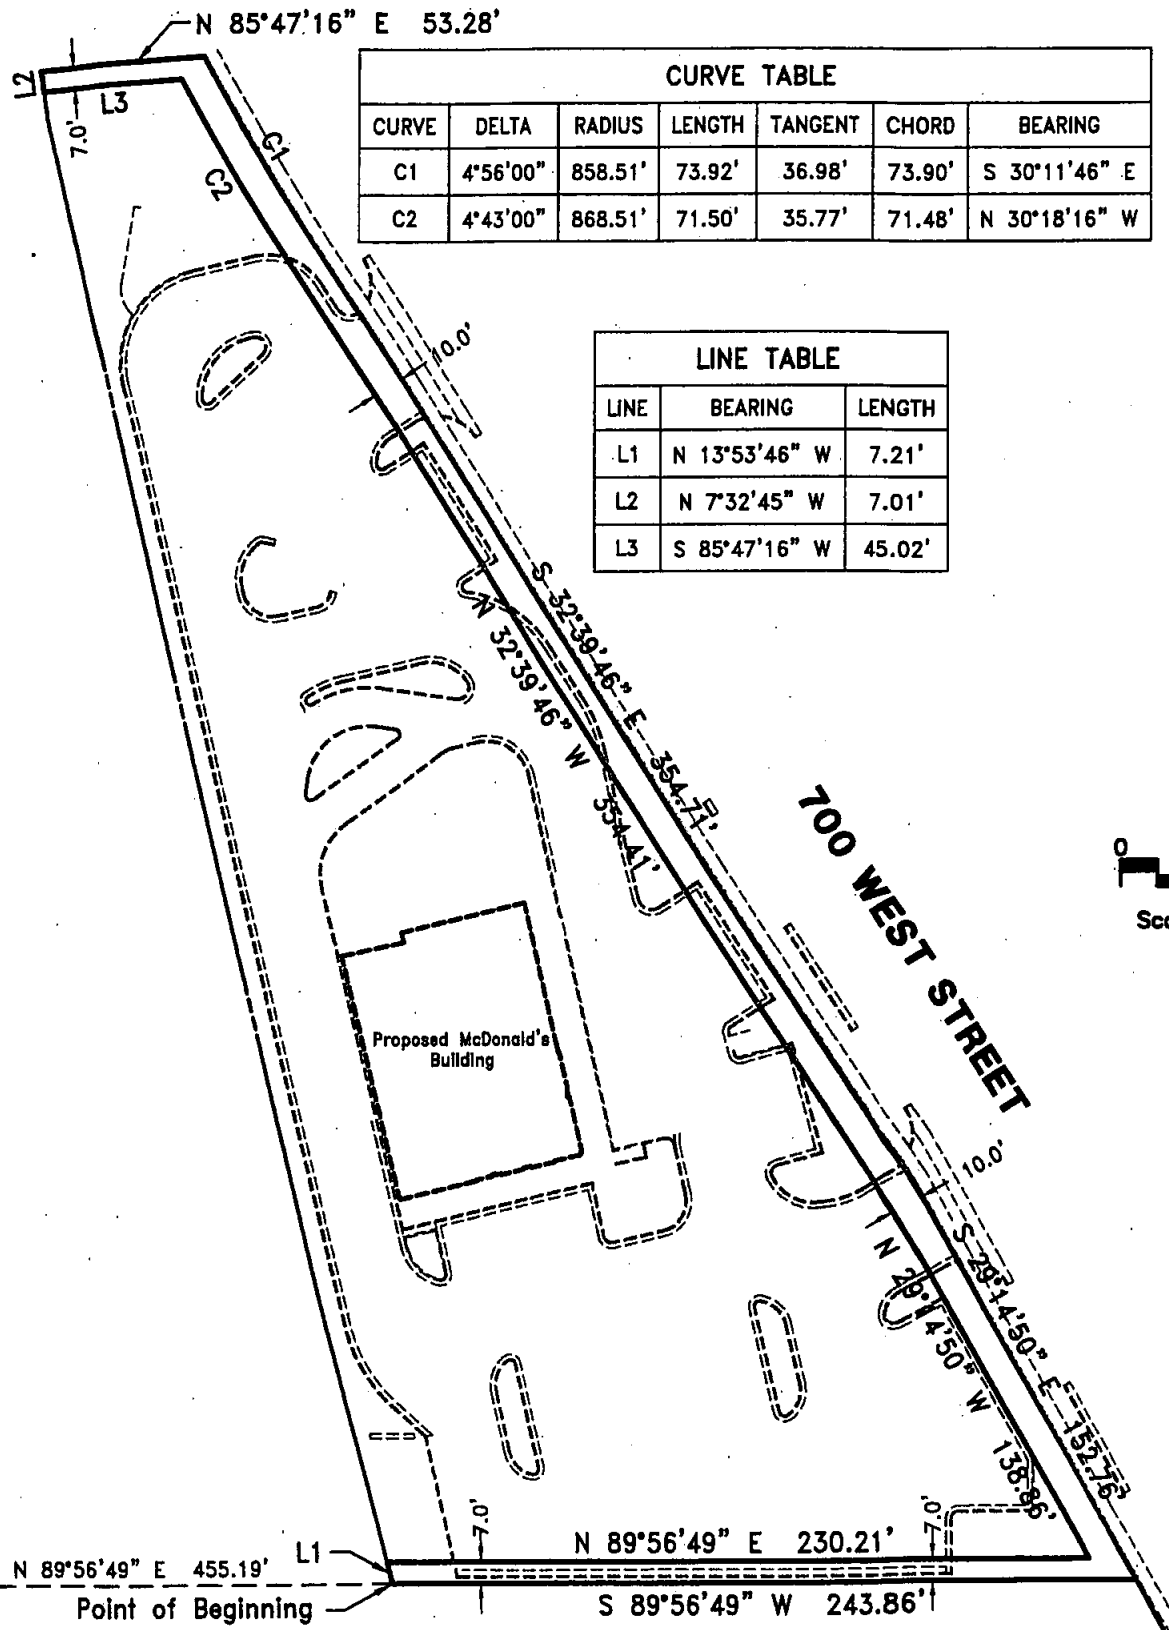 N 85°47'16" E 53.28'
L2
L3
7.0'
C1
C2
CURVE TABLE
CURVE DELTA RADIUS LENGTH TANGENT CHORD BEARING
C1 4°56'00" 858.51' 73.92' 36.98' 73.90' S 30°11'46" E
C2 4°43'00" 868.51' 71.50' 35.77' 71.48' N 30°18'16" W
10.0'
LINE TABLE
LINE BEARING LENGTH
L1 N 13°53'46" W 7.21'
L2 N 7°32'45" W 7.01'
L3 S 85°47'16" W 45.02'
S 32°39'46" E 354.71'
N 32°39'46" W 354.41'
700 WEST STREET
0
Proposed McDonald's
Building
10.0'
S 29°14'50" E 152.76'
N 29°14'50" W 138.86'
7.0'
7.0'
N 89°56'49" E 230.21'
L1
N 89°56'49" E 455.19'
Point of Beginning
S 89°56'49" W 243.86'